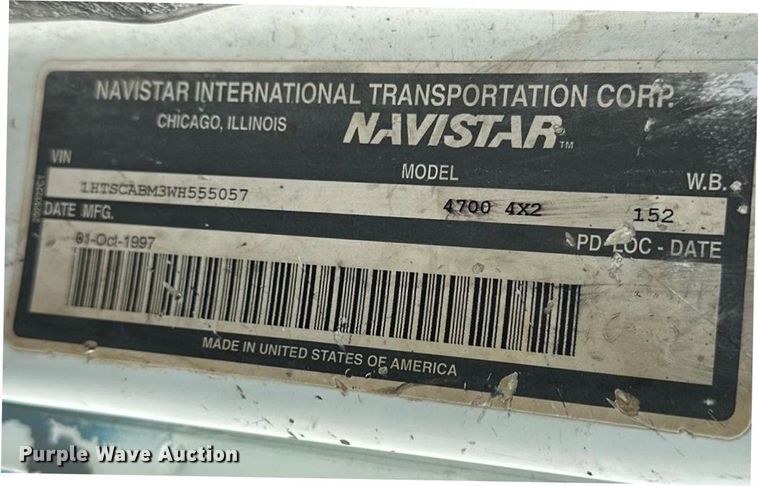 NAVISTAR INTERNATIONAL TRANSPORTATION CORP.
CHICAGO, ILLINOIS NAVISTAR™
VIN MODEL W.B.
1HTSCABM3WH555057 4700 4X2 152
DATE MFG. PD-LOC - DATE
01-Oct-1997
MADE IN UNITED STATES OF AMERICA
Purple Wave Auction